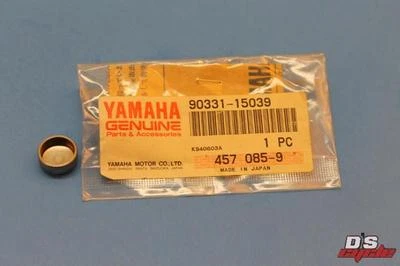 YAMAHA
GENUINE
Parts & Accessories
90331-15039
KS40603A
1 PC
YAMAHA MOTOR CO., LTD.
457 085-9
MADE IN JAPAN
D's
cycle